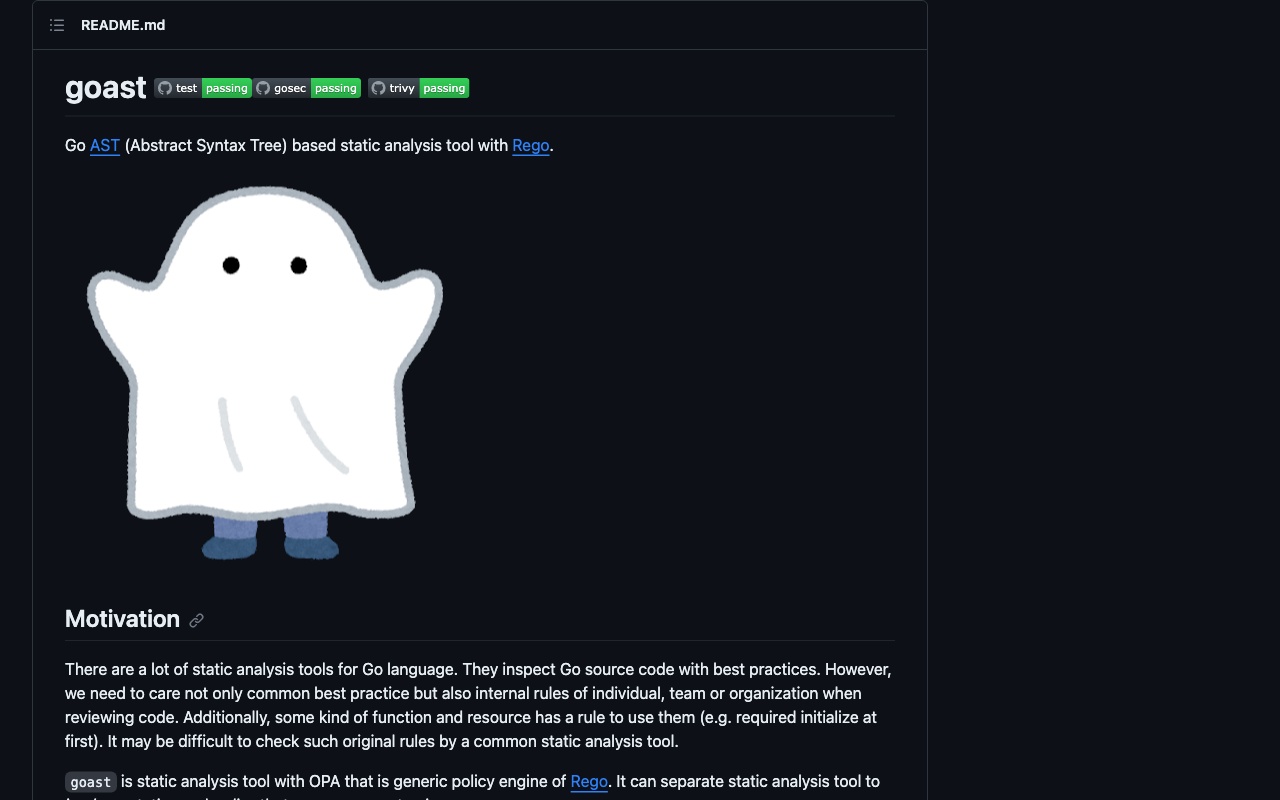 README.md
goast test passing gosec passing trivy passing
Go AST (Abstract Syntax Tree) based static analysis tool with Rego.
Motivation
There are a lot of static analysis tools for Go language. They inspect Go source code with best practices. However,
we need to care not only common best practice but also internal rules of individual, team or organization when
reviewing code. Additionally, some kind of function and resource has a rule to use them (e.g. required initialize at
first). It may be difficult to check such original rules by a common static analysis tool.
goast is static analysis tool with OPA that is generic policy engine of Rego. It can separate static analysis tool to